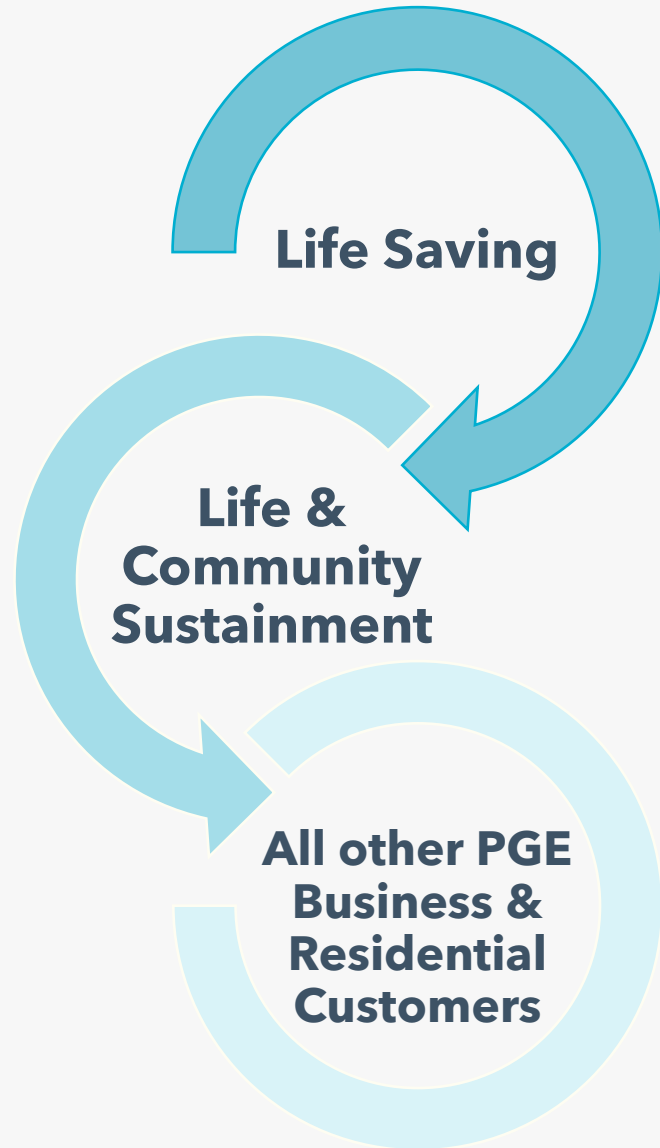 Life Saving
Life &
Community
Sustainment
All other PGE
Business &
Residential
Customers